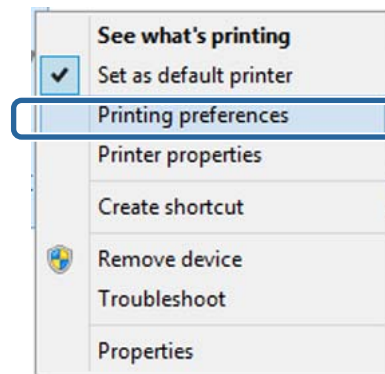 See what's printing
Set as default printer
Printing preferences
Printer properties
Create shortcut
Remove device
Troubleshoot
Properties